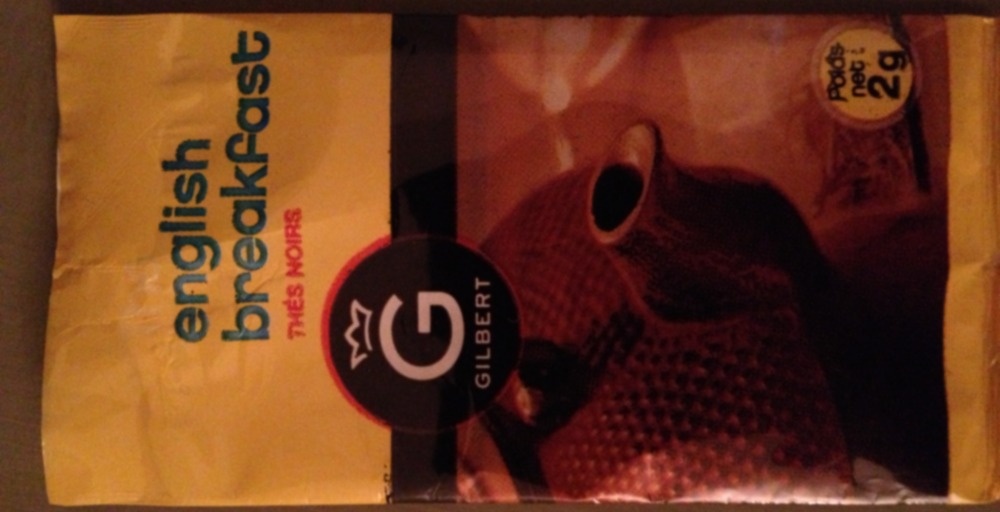 english
breakfast
THÉS NOIRS
G
GILBERT
Poids
net :
2g